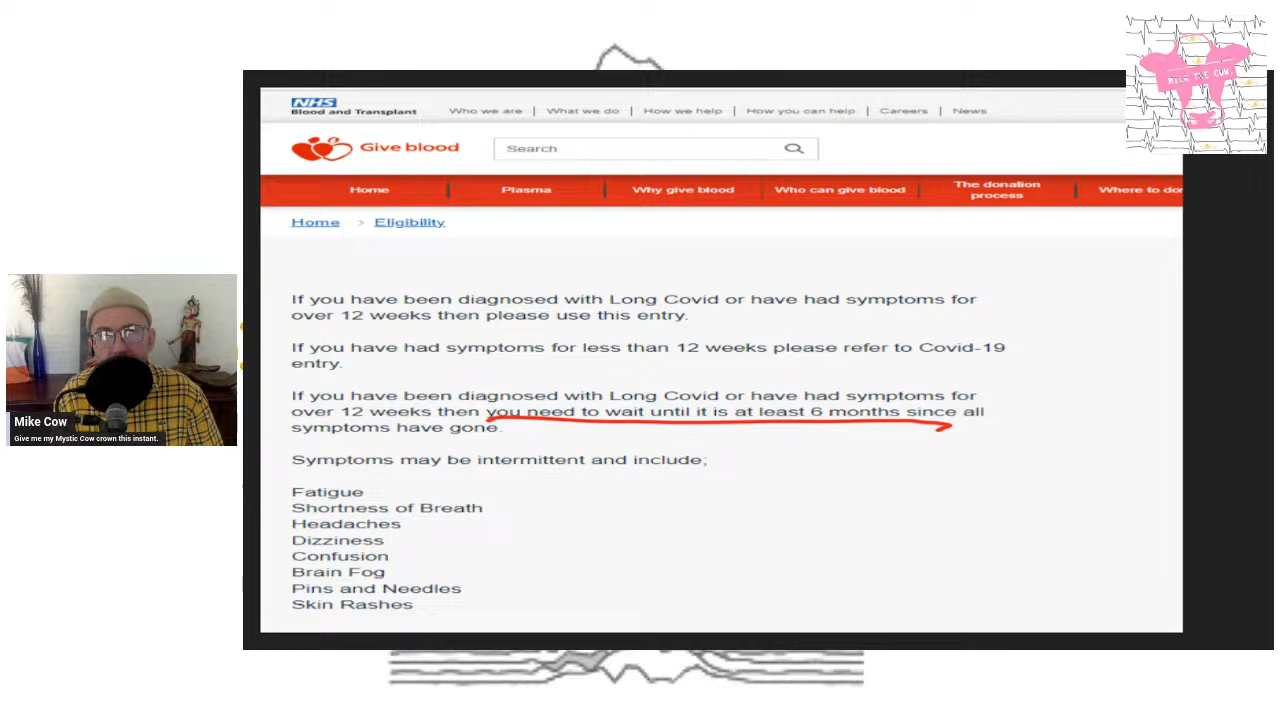 NHS
Blood and Transplant
Who we are
What we do
How we help
How you can help
Careers
News
Give blood
Search
Home
Plasma
Why give blood
Who can give blood
The donation
process
Where to don
Home > Eligibility
If you have been diagnosed with Long Covid or have had symptoms for
over 12 weeks then please use this entry.
If you have had symptoms for less than 12 weeks please refer to Covid-19
entry.
If you have been diagnosed with Long Covid or have had symptoms for
over 12 weeks then you need to wait until it is at least 6 months since all
symptoms have gone.
Symptoms may be intermittent and include;
Fatigue
Shortness of Breath
Headaches
Dizziness
Confusion
Brain Fog
Pins and Needles
Skin Rashes
MILK THE COW.
Mike Cow
Give me my Mystic Cow crown this instant.